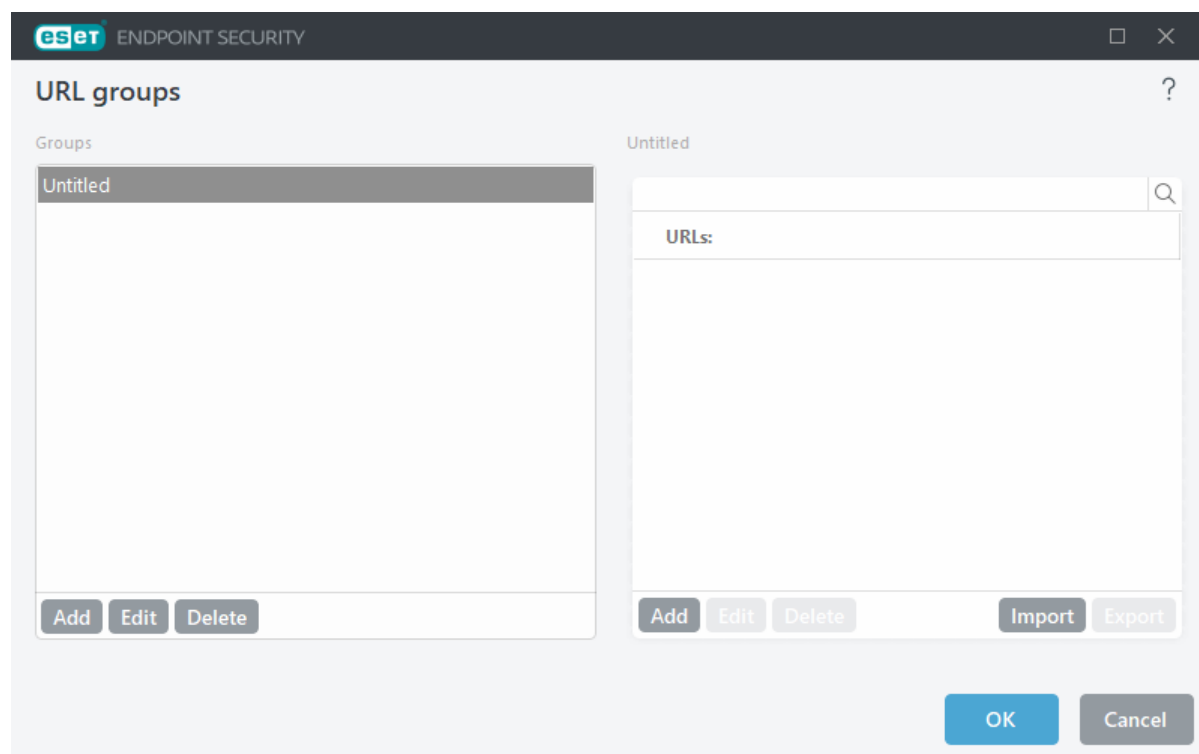 eset ENDPOINT SECURITY
URL groups
?
Groups
Untitled
Untitled
URLs:
Add Edit Delete
Add Edit Delete Import Export
OK Cancel